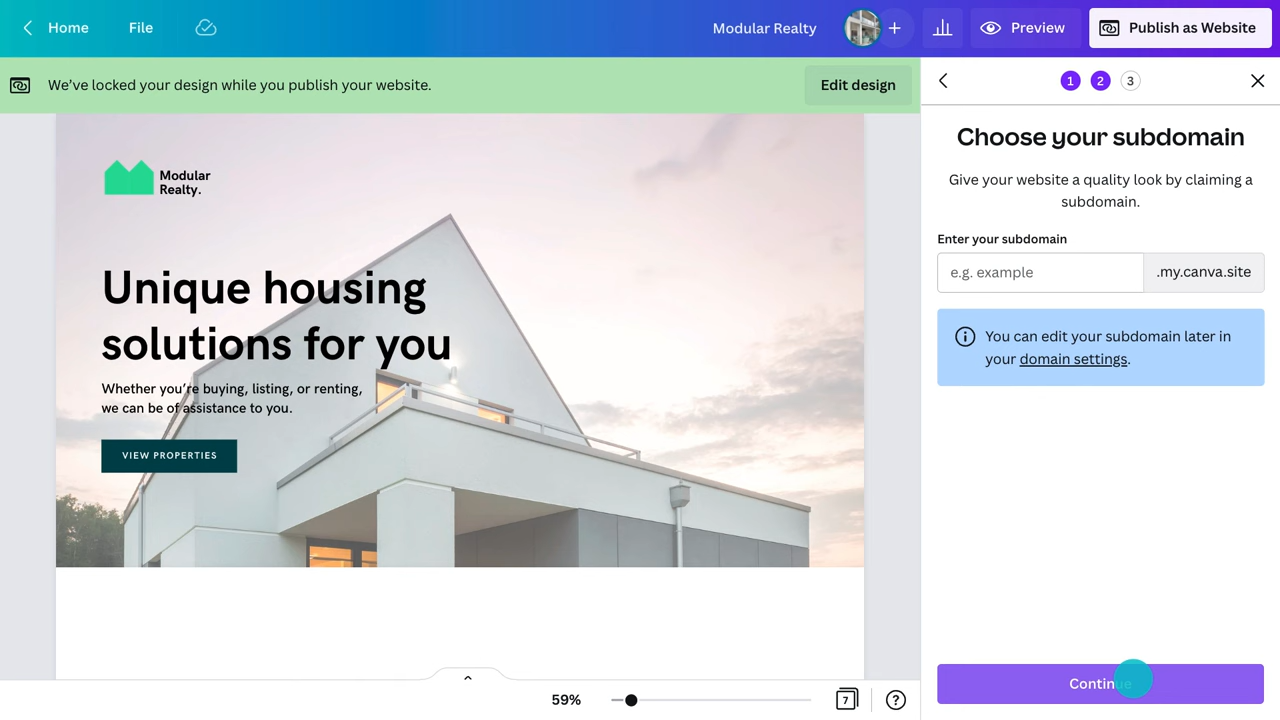 Home
File
Modular Realty
+
Preview
Publish as Website
We’ve locked your design while you publish your website.
Edit design
Modular
Realty.
Unique housing
solutions for you
Whether you’re buying, listing, or renting,
we can be of assistance to you.
VIEW PROPERTIES
59%
7
?
1 2 3
Choose your subdomain
Give your website a quality look by claiming a
subdomain.
Enter your subdomain
e.g. example
.my.canva.site
You can edit your subdomain later in
your domain settings.
Continue